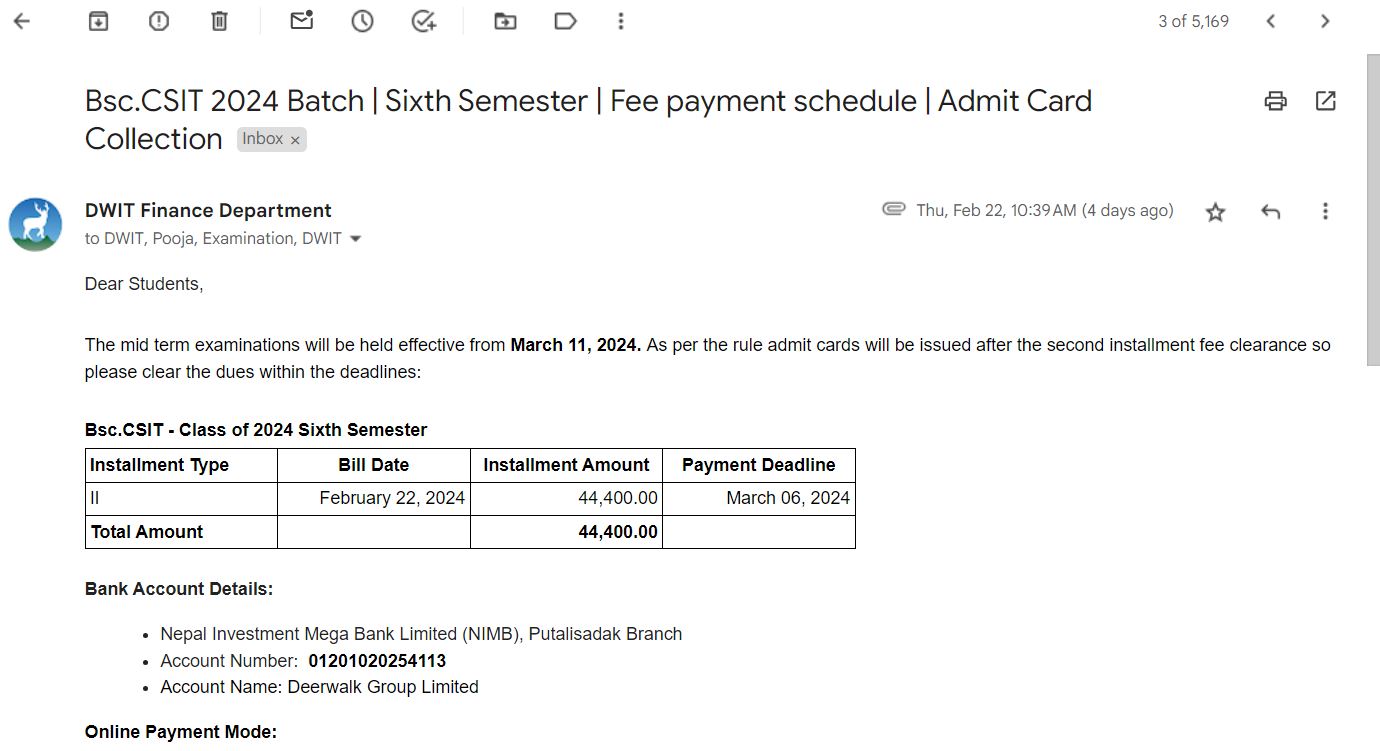 3 of 5,169
Bsc.CSIT 2024 Batch | Sixth Semester | Fee payment schedule | Admit Card
Collection Inbox ×
DWIT Finance Department
Thu, Feb 22, 10:39 AM (4 days ago)
to DWIT, Pooja, Examination, DWIT
Dear Students,
The mid term examinations will be held effective from March 11, 2024. As per the rule admit cards will be issued after the second installment fee clearance so
please clear the dues within the deadlines:
Bsc.CSIT - Class of 2024 Sixth Semester
Installment Type Bill Date Installment Amount Payment Deadline
II February 22, 2024 44,400.00 March 06, 2024
Total Amount 44,400.00
Bank Account Details:
• Nepal Investment Mega Bank Limited (NIMB), Putalisadak Branch
• Account Number: 01201020254113
• Account Name: Deerwalk Group Limited
Online Payment Mode: